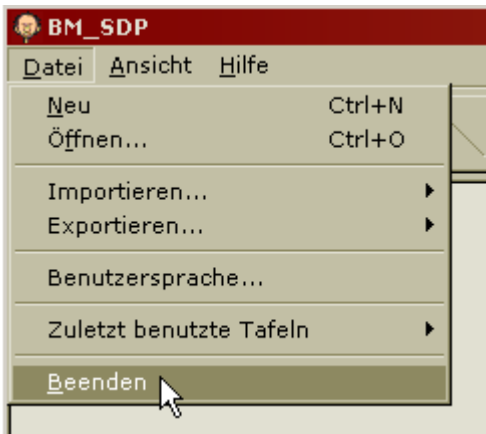 BM_SDP
Datei Ansicht Hilfe
Neu Ctrl+N
Öffnen... Ctrl+O
Importieren...
Exportieren...
Benutzersprache...
Zuletzt benutzte Tafeln
Beenden